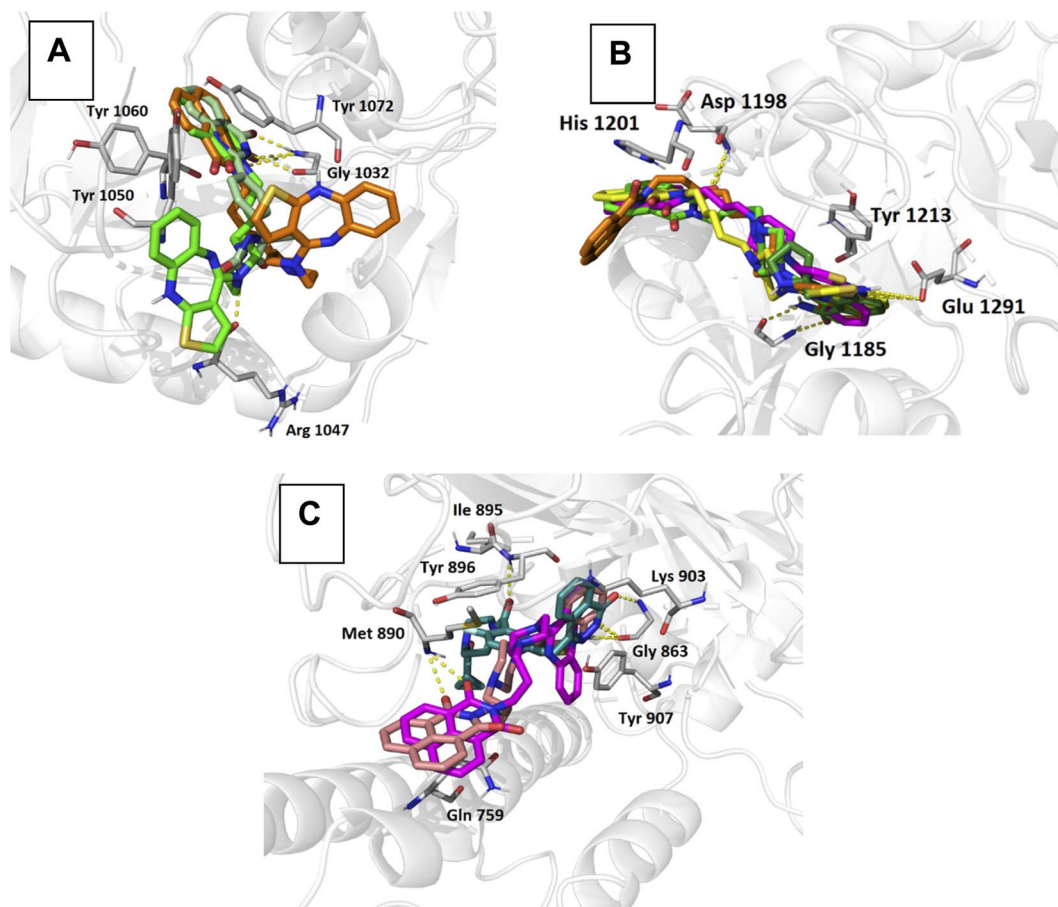 A
Tyr 1060
Tyr 1072
Gly 1032
Tyr 1050
Arg 1047
B
Asp 1198
His 1201
Tyr 1213
Glu 1291
Gly 1185
C
Ile 895
Tyr 896
Lys 903
Met 890
Gly 863
Tyr 907
Gln 759